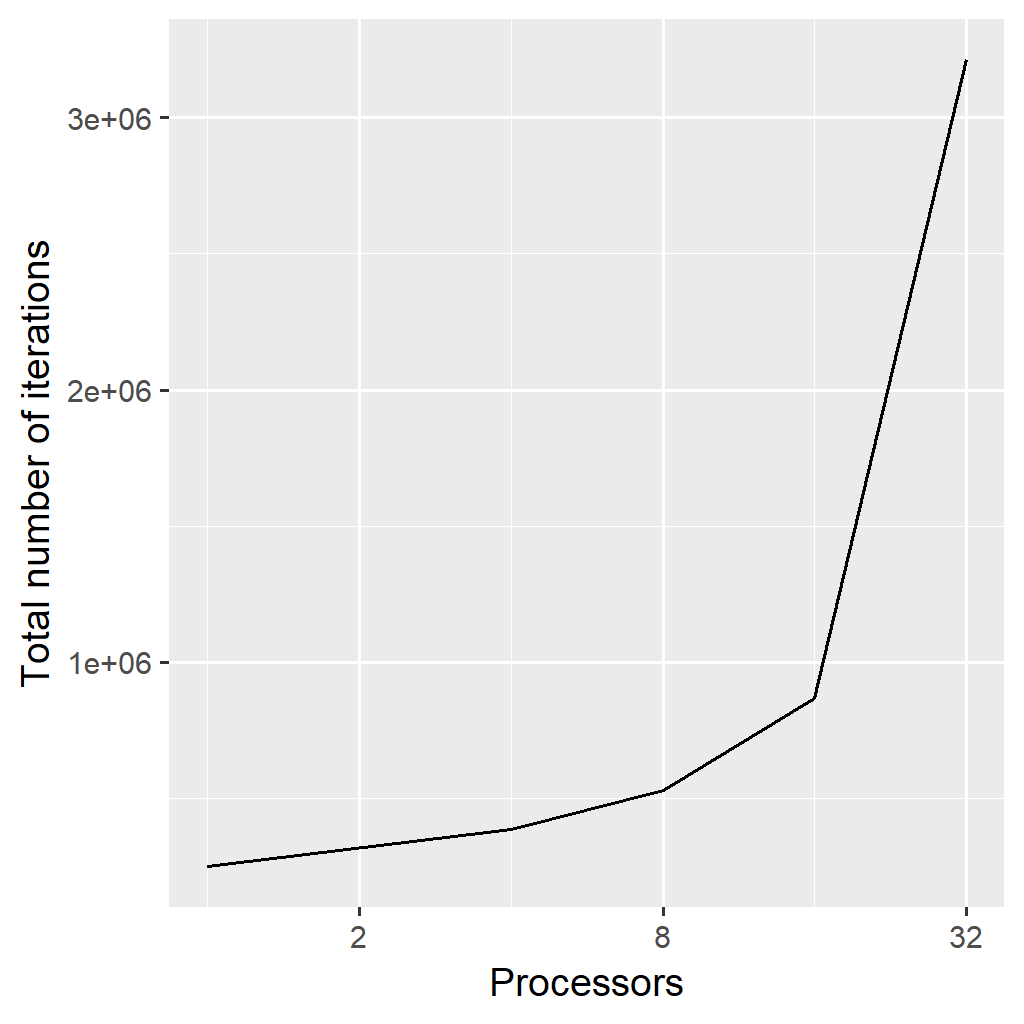 Total number of iterations
3e+06
2e+06
1e+06
2
8
32
Processors